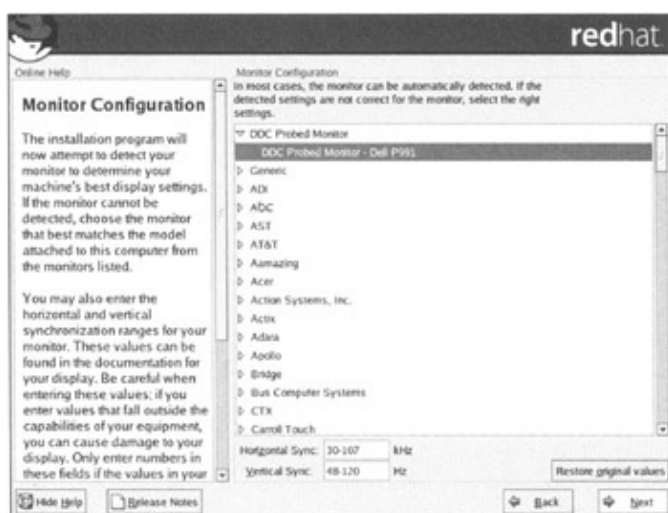 redhat.
Online Help
Monitor Configuration
The installation program will
now attempt to detect your
monitor to determine your
machine's best display settings.
If the monitor cannot be
detected, choose the monitor
that best matches the model
attached to this computer from
the monitors listed.
You may also enter the
horizontal and vertical
synchronization ranges for your
monitor. These values can be
found in the documentation for
your display. Be careful when
entering these values; if you
enter values that fall outside the
capabilities of your equipment,
you can cause damage to your
display. Only enter numbers in
these fields if the values in your
Monitor Configuration
In most cases, the monitor can be automatically detected. If the
detected settings are not correct for the monitor, select the right
settings.
DDC Probed Monitor
DDC Probed Monitor - Dell P991
Generic
ADI
AOC
AST
AT&T
Aamazing
Acer
Action Systems, Inc.
Actix
Adara
Apollo
Bridge
Bus Computer Systems
CTX
Carroll Touch
Horizontal Sync: 30-107 kHz
Vertical Sync: 48-120 Hz
Restore original values
Hide Help
Release Notes
Back
Next